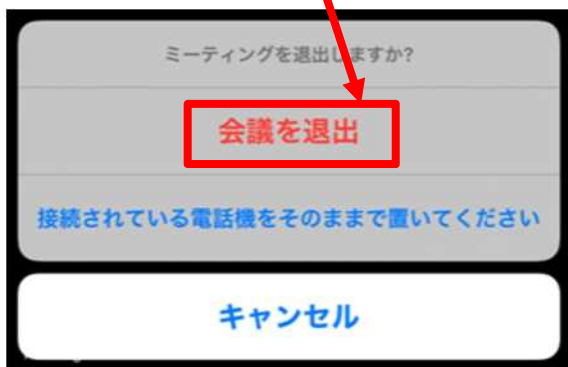 ミーティングを退出しますか?
会議を退出
接続されている電話機をそのままで置いてください
キャンセル